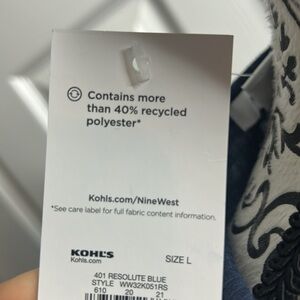 Contains more
than 40% recycled
polyester*
Kohls.com/NineWest
*See care label for full fabric content information.
KOHL'S
Kohls.com
SIZE L
401 RESOLUTE BLUE
STYLE WW32K051RS
610 20 21